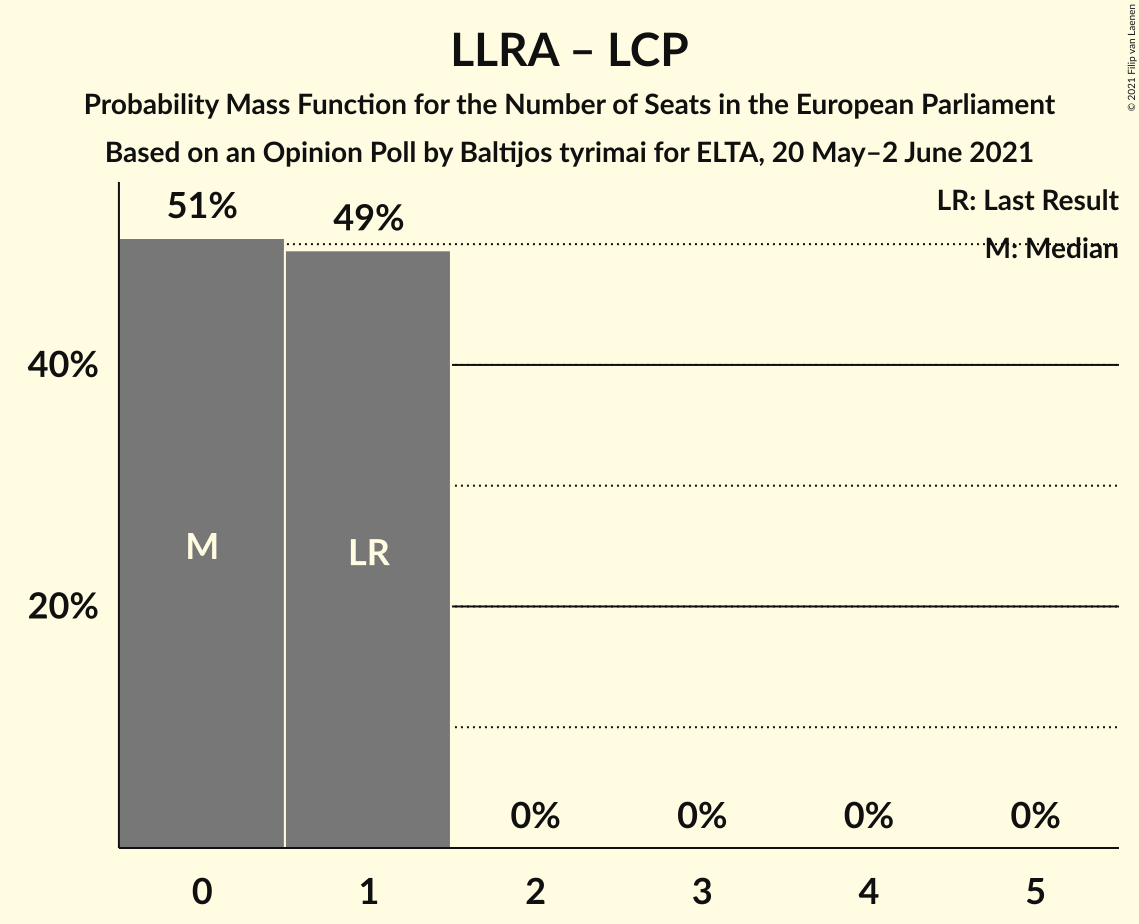 LLRA – LCP
Probability Mass Function for the Number of Seats in the European Parliament
Based on an Opinion Poll by Baltijos tyrimai for ELTA, 20 May–2 June 2021
© 2021 Filip van Laenen
LR: Last Result
M: Median
51%
49%
40%
20%
M
LR
0%
0%
0%
0%
0
1
2
3
4
5